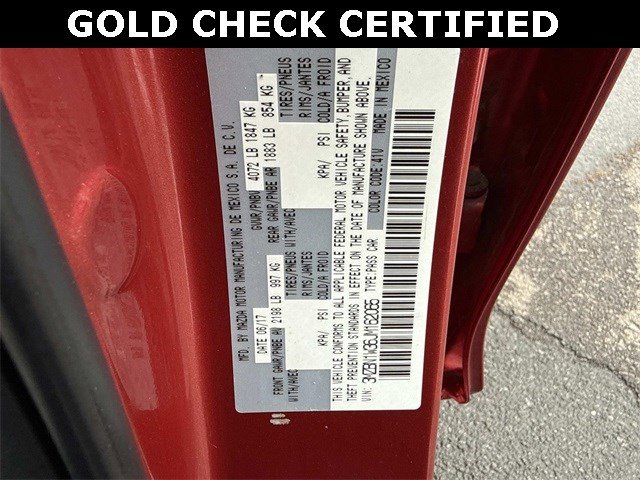 GOLD CHECK CERTIFIED
MFD. BY MAZDA MOTOR MANUFACTURING DE MEXICO S.A. DE C.V.
DATE 06/17 GVWR/PNBV 4072 LB 1847 KG
FRONT GAWR/PNBE AV 2198 LB 997 KG REAR GAWR/PNBE AR 1883 LB 854 KG
WITH/AVEC TIRES/PNEUS WITH/AVEC TIRES/PNEUS
RIMS/JANTES RIMS/JANTES
KPA/ PSI COLD/A FROID KPA/ PSI COLD/A FROID
THIS VEHICLE CONFORMS TO ALL APPLICABLE FEDERAL MOTOR VEHICLE SAFETY, BUMPER, AND
THEFT PREVENTION STANDARDS IN EFFECT ON THE DATE OF MANUFACTURE SHOWN ABOVE.
VIN: TYPE:PASS CAR COLOR CODE:41V MADE IN MEXICO